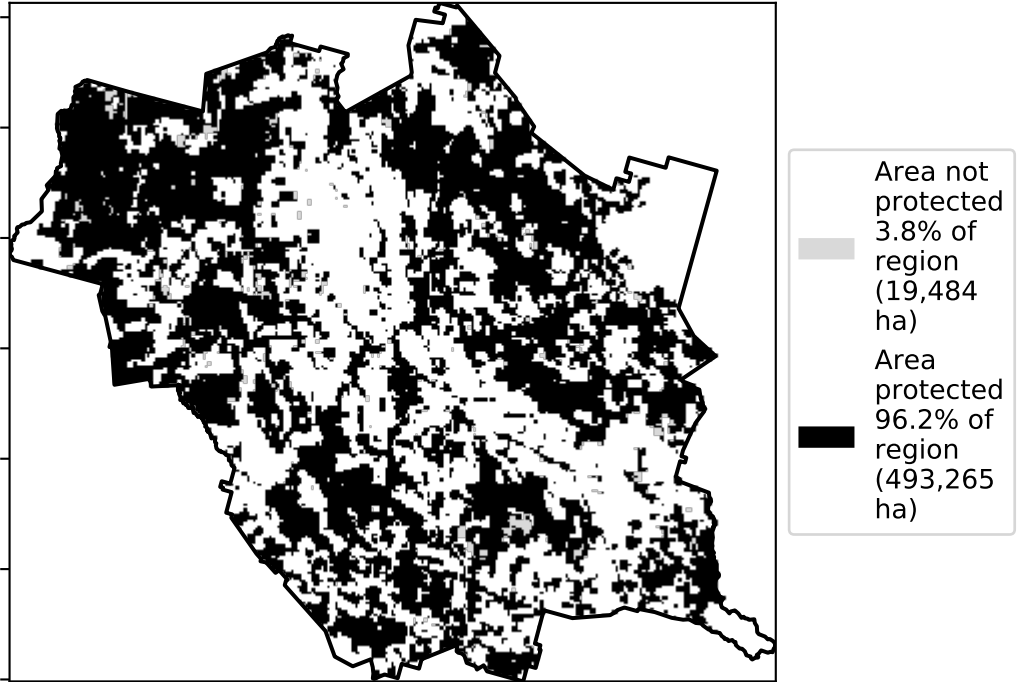 Area not
protected
3.8% of
region
(19,484
ha)
Area
protected
96.2% of
region
(493,265
ha)